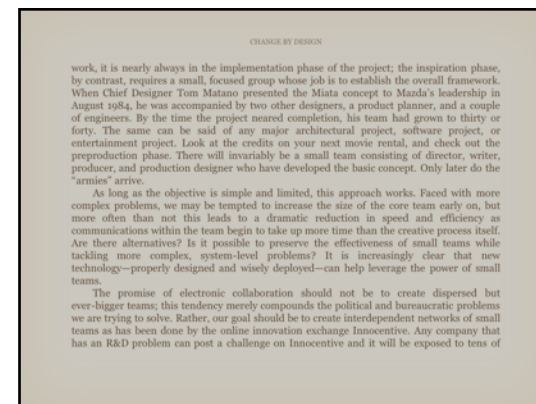 CHANGE BY DESIGN
work, it is nearly always in the implementation phase of the project; the inspiration phase,
by contrast, requires a small, focused group whose job is to establish the overall framework.
When Chief Designer Tom Matano presented the Miata concept to Mazda's leadership in
August 1984, he was accompanied by two other designers, a product planner, and a couple
of engineers. By the time the project neared completion, his team had grown to thirty or
forty. The same can be said of any major architectural project, software project, or
entertainment project. Look at the credits on your next movie rental, and check out the
preproduction phase. There will invariably be a small team consisting of director, writer,
producer, and production designer who have developed the basic concept. Only later do the
“armies” arrive.
As long as the objective is simple and limited, this approach works. Faced with more
complex problems, we may be tempted to increase the size of the core team early on, but
more often than not this leads to a dramatic reduction in speed and efficiency as
communications within the team begin to take up more time than the creative process itself.
Are there alternatives? Is it possible to preserve the effectiveness of small teams while
tackling more complex, system-level problems? It is increasingly clear that new
technology—properly designed and wisely deployed—can help leverage the power of small
teams.
The promise of electronic collaboration should not be to create dispersed but
ever-bigger teams; this tendency merely compounds the political and bureaucratic problems
we are trying to solve. Rather, our goal should be to create interdependent networks of small
teams as has been done by the online innovation exchange Innocentive. Any company that
has an R&D problem can post a challenge on Innocentive and it will be exposed to tens of